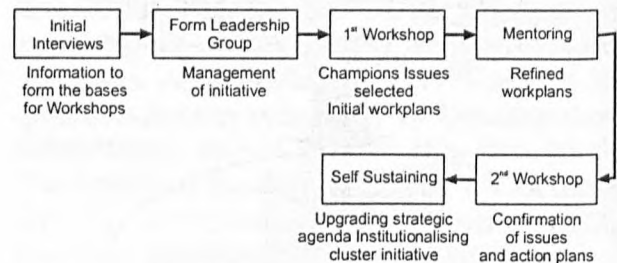 Initial
Interviews
Information to
form the bases
for Workshops
Form Leadership
Group
Management
of initiative
1st Workshop
Champions Issues
selected
Initial workplans
Mentoring
Refined
workplans
Self Sustaining
Upgrading strategic
agenda Institutionalising
cluster initiative
2nd Workshop
Confirmation
of issues
and action plans